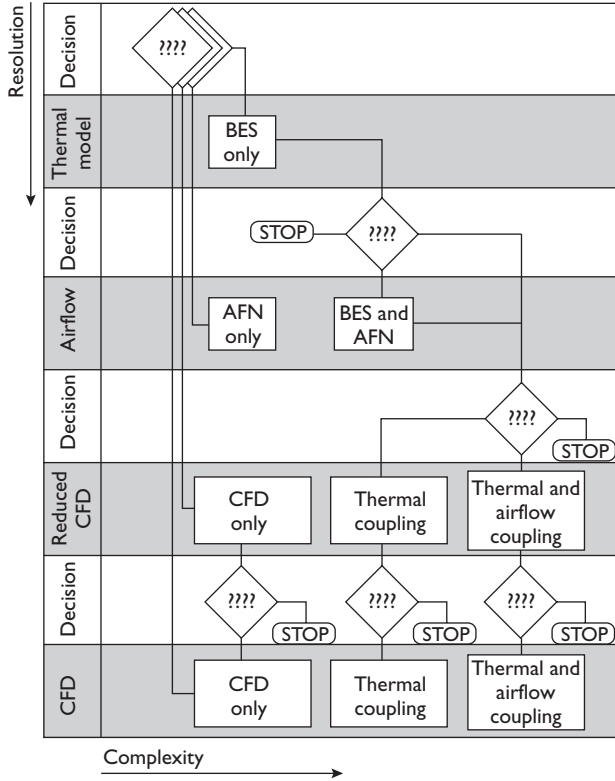 Resolution
Decision
????
Thermal
model
BES
only
Decision
STOP
????
Airflow
AFN
only
BES and
AFN
Decision
????
STOP
Reduced
CFD
CFD
only
Thermal
coupling
Thermal and
airflow
coupling
Decision
????
STOP
????
STOP
????
STOP
CFD
CFD
only
Thermal
coupling
Thermal and
airflow
coupling
Complexity